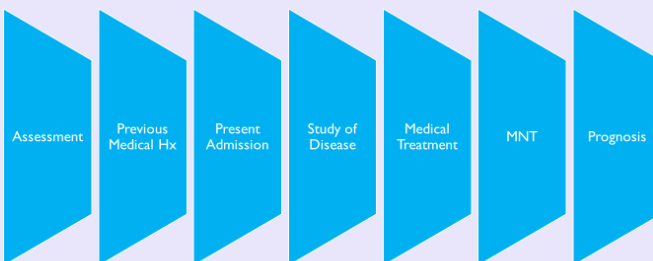 Assessment
Previous
Medical Hx
Present
Admission
Study of
Disease
Medical
Treatment
MNT
Prognosis